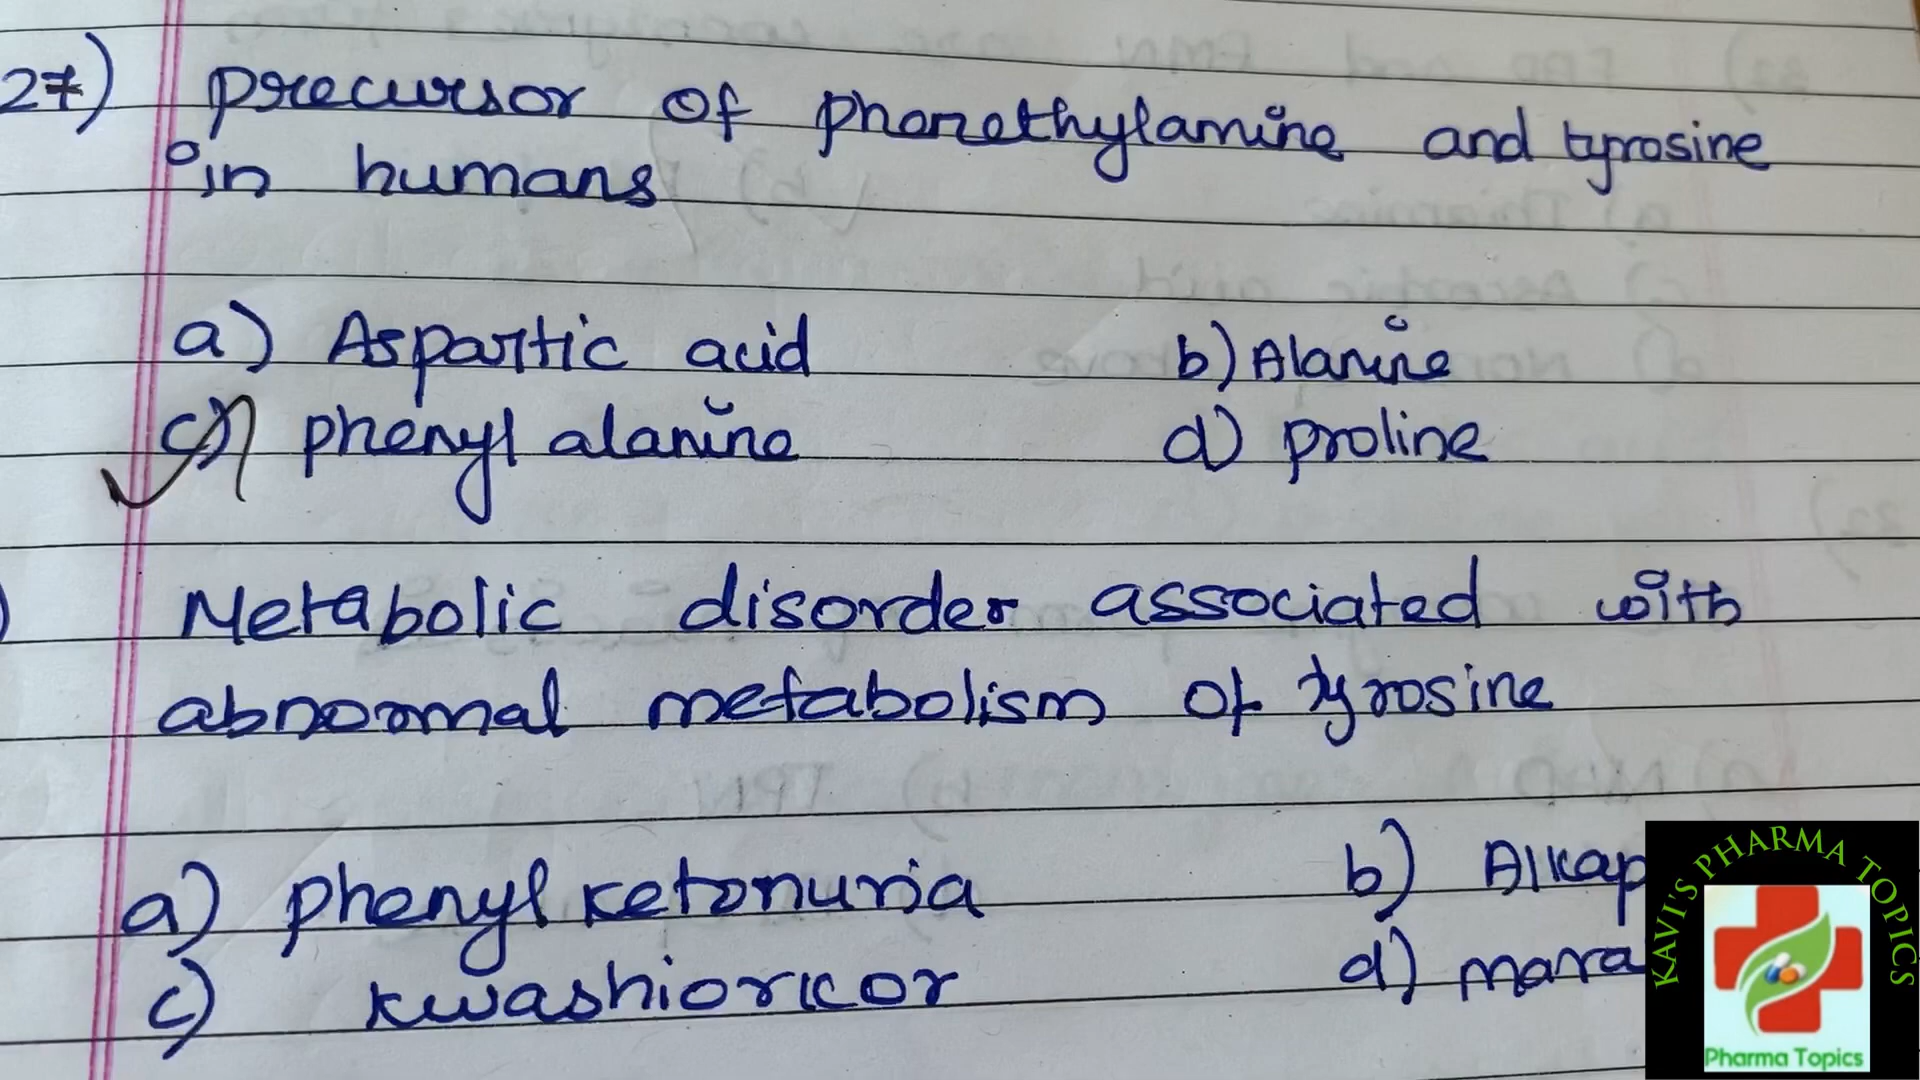 27) precursor of phenethylamine and tyrosine
in humans
a) Aspartic acid b) Alanine
c) phenyl alanine d) proline
) Metabolic disorder associated with
abnormal metabolism of tyrosine
a) phenyl ketonuria b) Alkap
c) kwashiorkor d) mara
KAVI'S PHARMA TOPICS
Pharma Topics